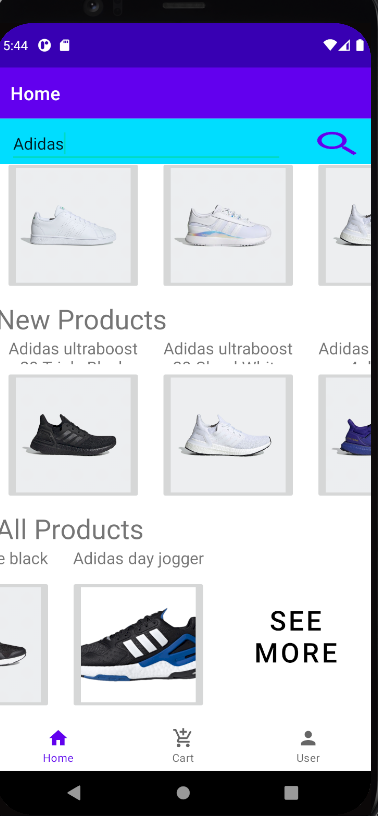 5:44
Home
Adidas
New Products
Adidas ultraboost
Adidas ultraboost
Adidas
All Products
e black
Adidas day jogger
SEE
MORE
Home
Cart
User